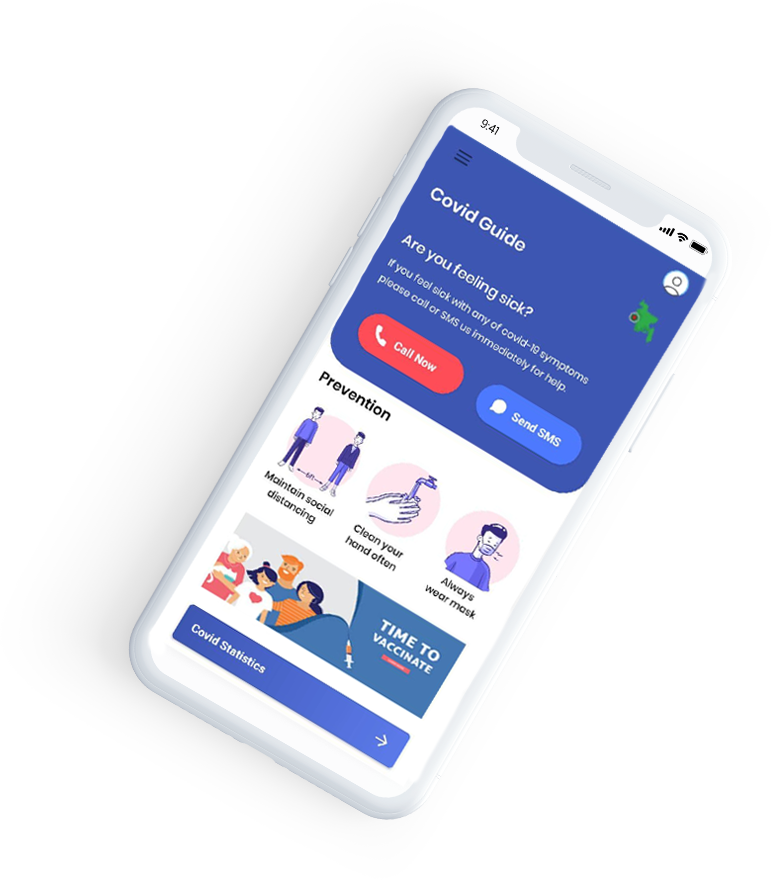 9:41
Covid Guide
Are you feeling sick?
If you feel sick with any of covid-19 symptoms
please call or SMS us immediately for help.
Call Now
Send SMS
Prevention
Maintain social
distancing
Clean your
hand often
Always
wear mask
TIME TO
VACCINATE
Covid Statistics